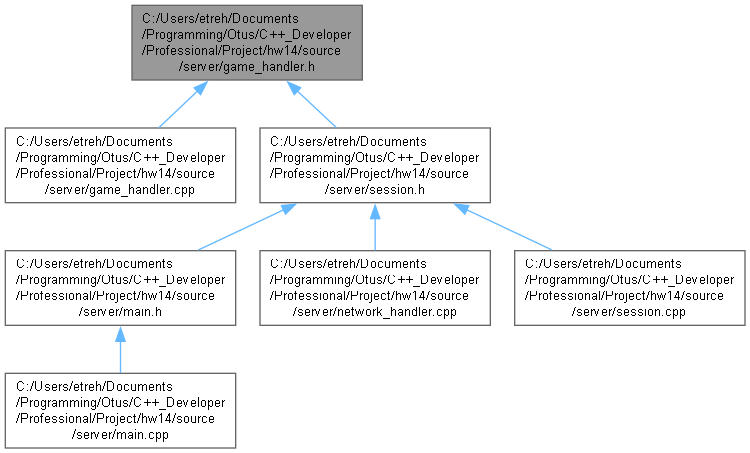 C:/Users/etreh/Documents
/Programming/Otus/C++_Developer
/Professional/Project/hw14/source
/server/game_handler.h
C:/Users/etreh/Documents
/Programming/Otus/C++_Developer
/Professional/Project/hw14/source
/server/game_handler.cpp
C:/Users/etreh/Documents
/Programming/Otus/C++_Developer
/Professional/Project/hw14/source
/server/session.h
C:/Users/etreh/Documents
/Programming/Otus/C++_Developer
/Professional/Project/hw14/source
/server/main.h
C:/Users/etreh/Documents
/Programming/Otus/C++_Developer
/Professional/Project/hw14/source
/server/network_handler.cpp
C:/Users/etreh/Documents
/Programming/Otus/C++_Developer
/Professional/Project/hw14/source
/server/session.cpp
C:/Users/etreh/Documents
/Programming/Otus/C++_Developer
/Professional/Project/hw14/source
/server/main.cpp